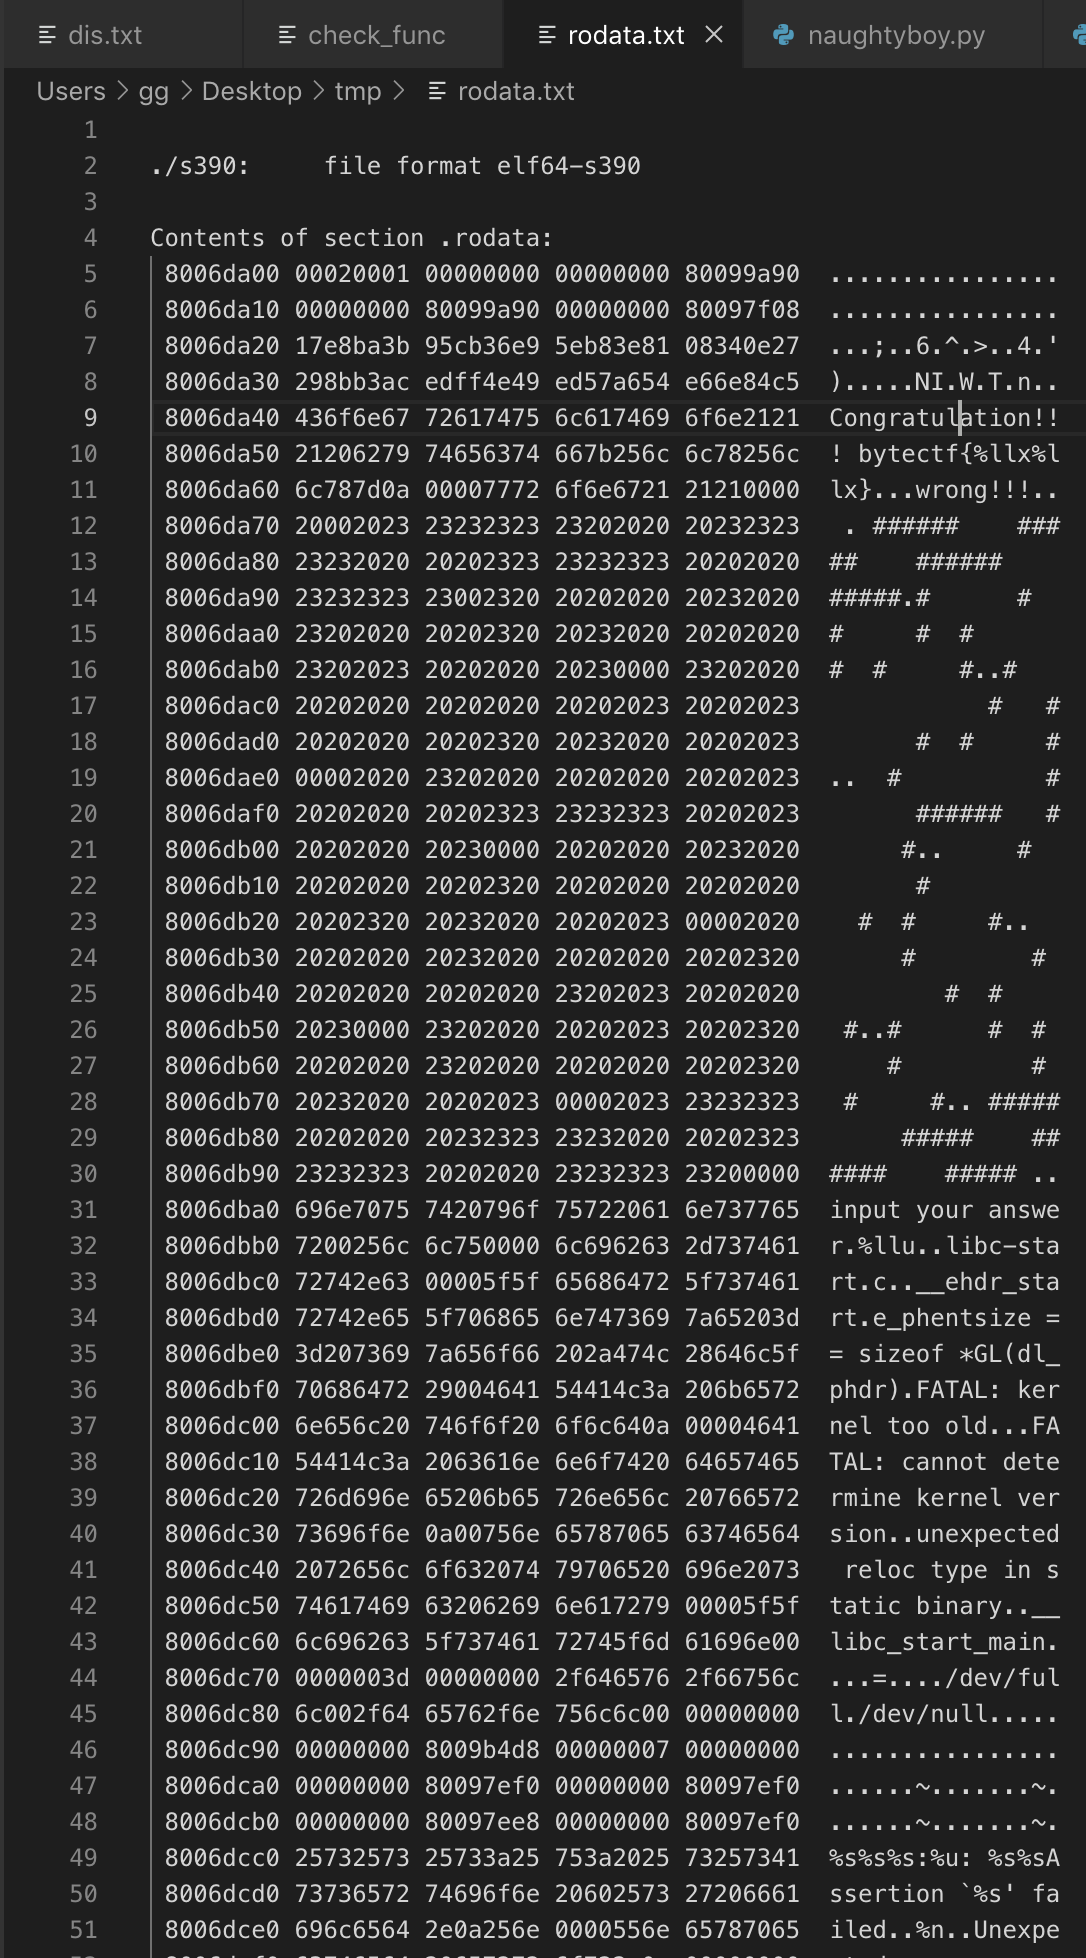 dis.txt check_func rodata.txt naughtyboy.py
Users > gg > Desktop > tmp > rodata.txt
1
2 ./s390:     file format elf64-s390
3
4 Contents of section .rodata:
5 8006da00 00020001 00000000 00000000 80099a90  ................
6 8006da10 00000000 80099a90 00000000 80097f08  ................
7 8006da20 17e8ba3b 95cb36e9 5eb83e81 08340e27  ...;..6.^.>..4.'
8 8006da30 298bb3ac edff4e49 ed57a654 e66e84c5  ).....NI.W.T.n..
9 8006da40 436f6e67 72617475 6c617469 6f6e2121  Congratulation!!
10 8006da50 21206279 74656374 667b256c 6c78256c  ! bytectf{%llx%l
11 8006da60 6c787d0a 00007772 6f6e6721 21210000  lx}...wrong!!!..
12 8006da70 20002023 23232323 23202020 20232323   . ######    ###
13 8006da80 23232020 20202323 23232323 20202020  ##    ######    
14 8006da90 23232323 23002320 20202020 20232020  #####.#      #  
15 8006daa0 23202020 20202320 20232020 20202020  #     #  #      
16 8006dab0 23202023 20202020 20230000 23202020  #  #     #..#   
17 8006dac0 20202020 20202020 20202023 20202023             #   #
18 8006dad0 20202020 20202320 20232020 20202023        #  #     #
19 8006dae0 00002020 23202020 20202020 20202023  ..  #          #
20 8006daf0 20202020 20202323 23232323 20202023        ######   #
21 8006db00 20202020 20230000 20202020 20232020       #..     #  
22 8006db10 20202020 20202320 20202020 20202020        #         
23 8006db20 20202320 20232020 20202023 00002020    #  #     #..  
24 8006db30 20202020 20232020 20202020 20202320       #        # 
25 8006db40 20202020 20202020 23202023 20202020          #  #    
26 8006db50 20230000 23202020 20202023 20202320   #..#      #  # 
27 8006db60 20202020 23202020 20202020 20202320      #         # 
28 8006db70 20232020 20202023 00002023 23232323   #     #.. #####
29 8006db80 20202020 20232323 23232020 20202323       #####    ##
30 8006db90 23232323 20202020 23232323 23200000  ####    ##### ..
31 8006dba0 696e7075 7420796f 75722061 6e737765  input your answe
32 8006dbb0 7200256c 6c750000 6c696263 2d737461  r.%llu..libc-sta
33 8006dbc0 72742e63 00005f5f 65686472 5f737461  rt.c..__ehdr_sta
34 8006dbd0 72742e65 5f706865 6e747369 7a65203d  rt.e_phentsize =
35 8006dbe0 3d207369 7a656f66 202a474c 28646c5f  = sizeof *GL(dl_
36 8006dbf0 70686472 29004641 54414c3a 206b6572  phdr).FATAL: ker
37 8006dc00 6e656c20 746f6f20 6f6c640a 00004641  nel too old...FA
38 8006dc10 54414c3a 2063616e 6e6f7420 64657465  TAL: cannot dete
39 8006dc20 726d696e 65206b65 726e656c 20766572  rmine kernel ver
40 8006dc30 73696f6e 0a00756e 65787065 63746564  sion..unexpected
41 8006dc40 2072656c 6f632074 79706520 696e2073   reloc type in s
42 8006dc50 74617469 63206269 6e617279 00005f5f  tatic binary..__
43 8006dc60 6c696263 5f737461 72745f6d 61696e00  libc_start_main.
44 8006dc70 0000003d 00000000 2f646576 2f66756c  ...=..../dev/ful
45 8006dc80 6c002f64 65762f6e 756c6c00 00000000  l./dev/null.....
46 8006dc90 00000000 8009b4d8 00000007 00000000  ................
47 8006dca0 00000000 80097ef0 00000000 80097ef0  ......~.......~.
48 8006dcb0 00000000 80097ee8 00000000 80097ef0  ......~.......~.
49 8006dcc0 25732573 25733a25 753a2025 73257341  %s%s%s:%u: %s%sA
50 8006dcd0 73736572 74696f6e 20602573 27206661  ssertion `%s' fa
51 8006dce0 696c6564 2e0a256e 0000556e 65787065  iled..%n..Unexpe